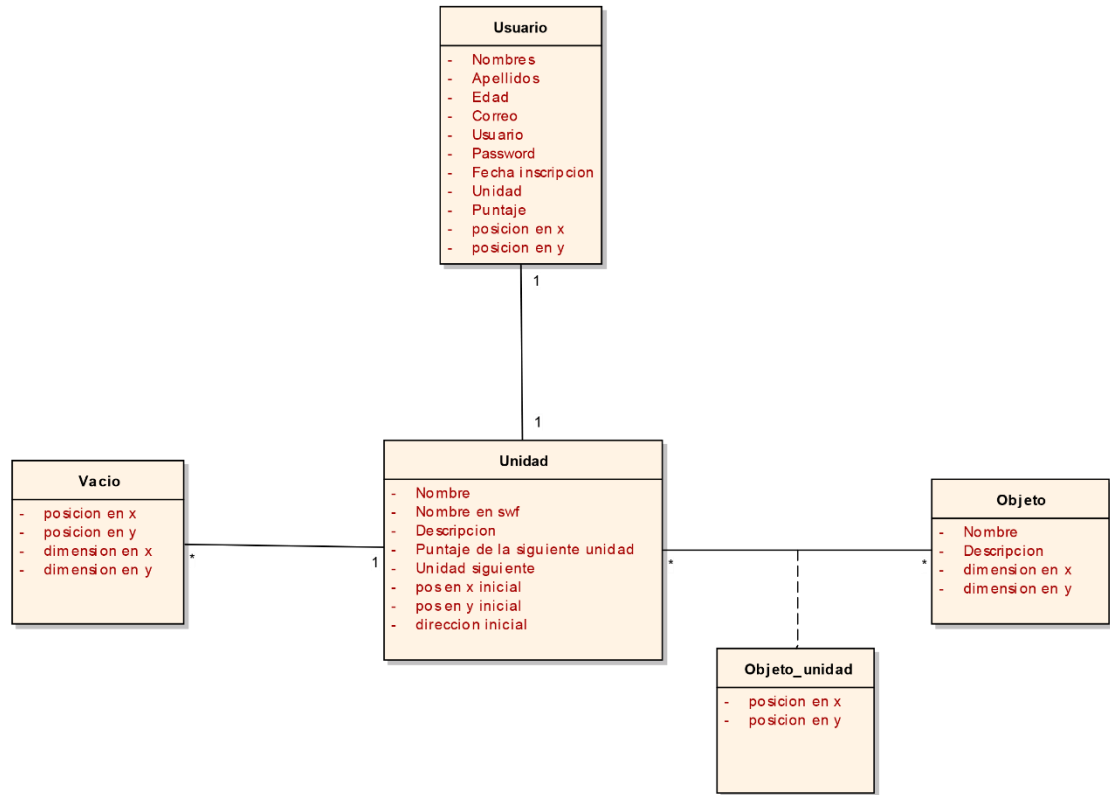 Usuario
- Nombres
- Apellidos
- Edad
- Correo
- Usuario
- Password
- Fecha inscripcion
- Unidad
- Puntaje
- posicion en x
- posicion en y
1
1
Vacio
- posicion en x
- posicion en y
- dimension en x
- dimension en y
*
1
Unidad
- Nombre
- Nombre en swf
- Descripcion
- Puntaje de la siguiente unidad
- Unidad siguiente
- pos en x inicial
- pos en y inicial
- direccion inicial
*
*
Objeto
- Nombre
- Descripcion
- dimension en x
- dimension en y
Objeto_unidad
- posicion en x
- posicion en y